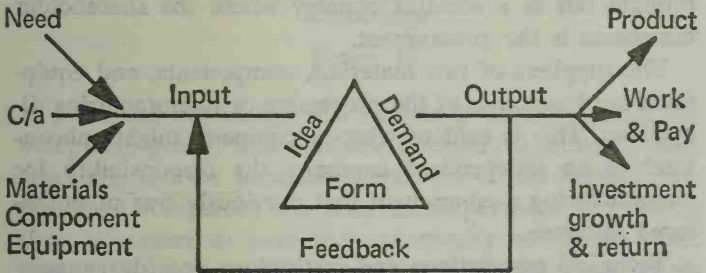 Need
Product
C/a
Input
Idea
Demand
Output
Work
& Pay
Materials
Component
Equipment
Form
Feedback
Investment
growth
& return